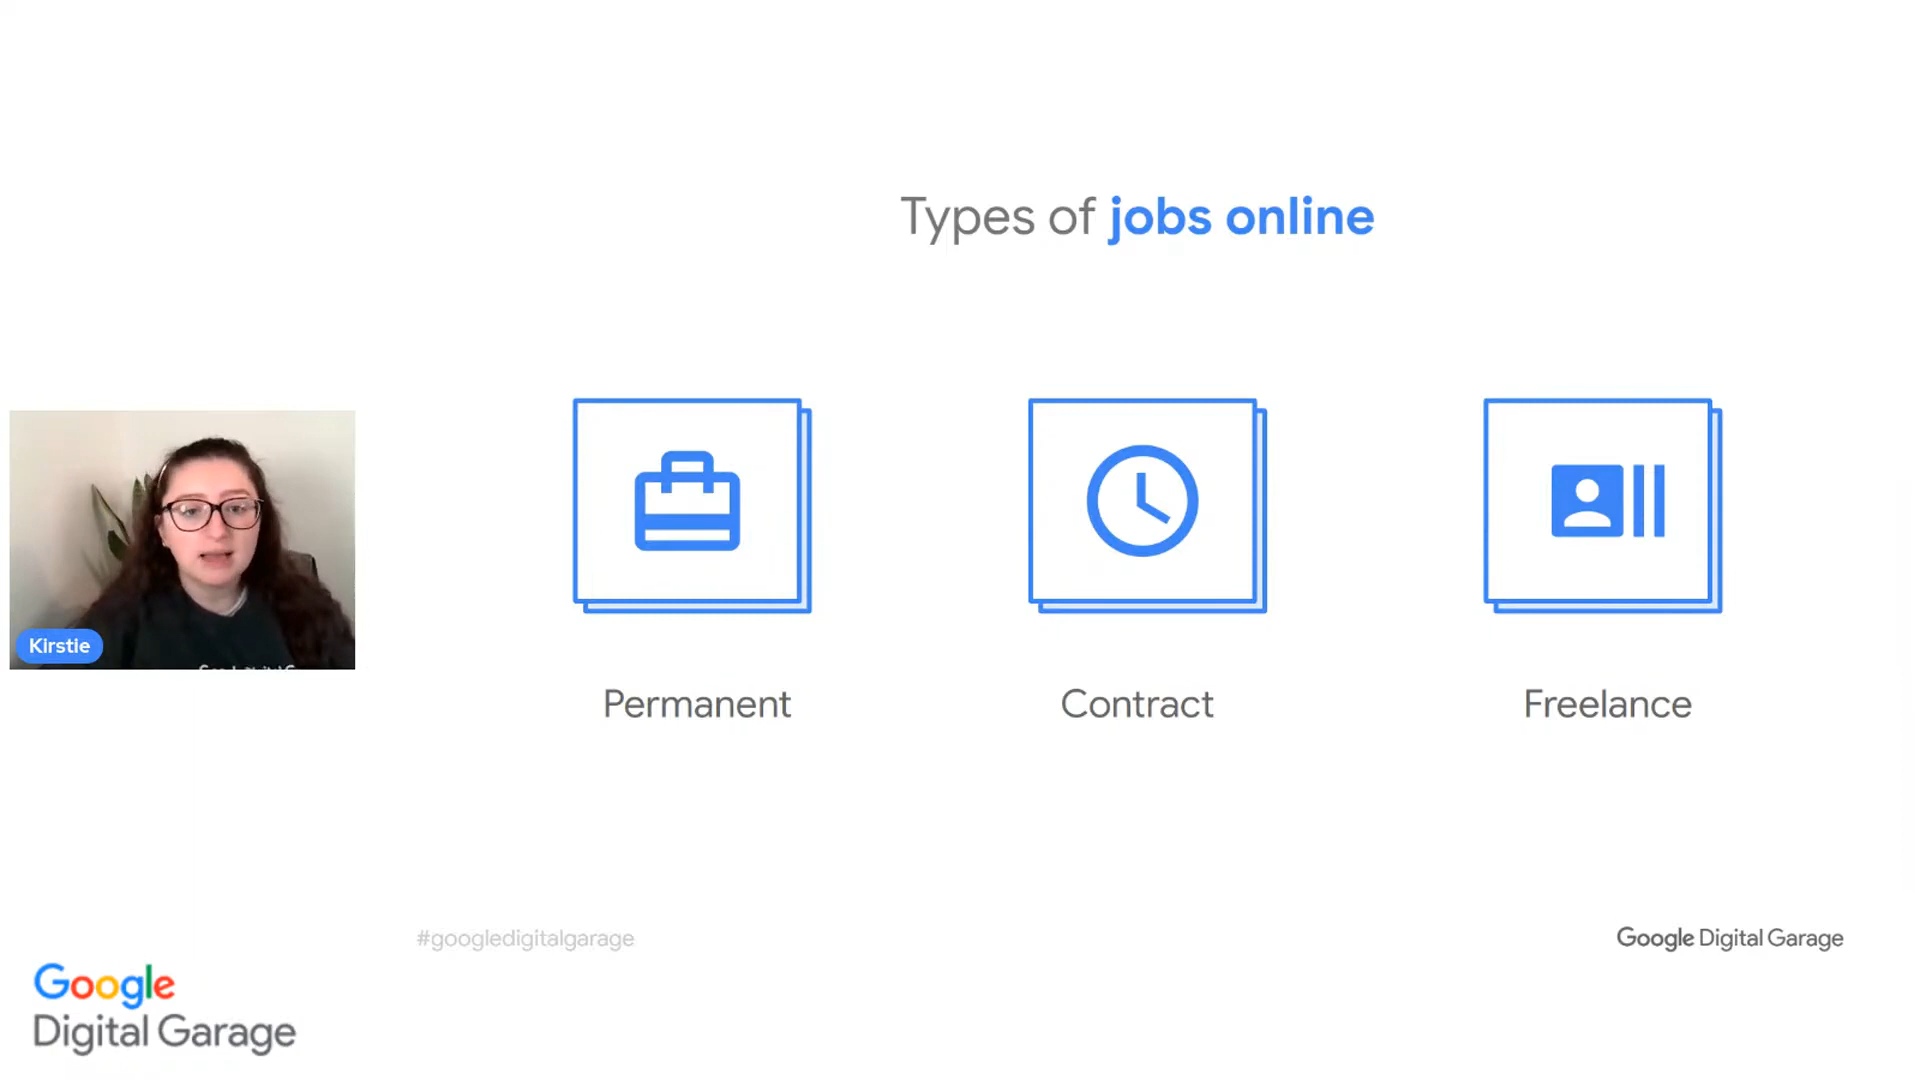 Types of jobs online
Kirstie
Permanent
Contract
Freelance
#googledigitalgarage
Google Digital Garage
Google
Digital Garage